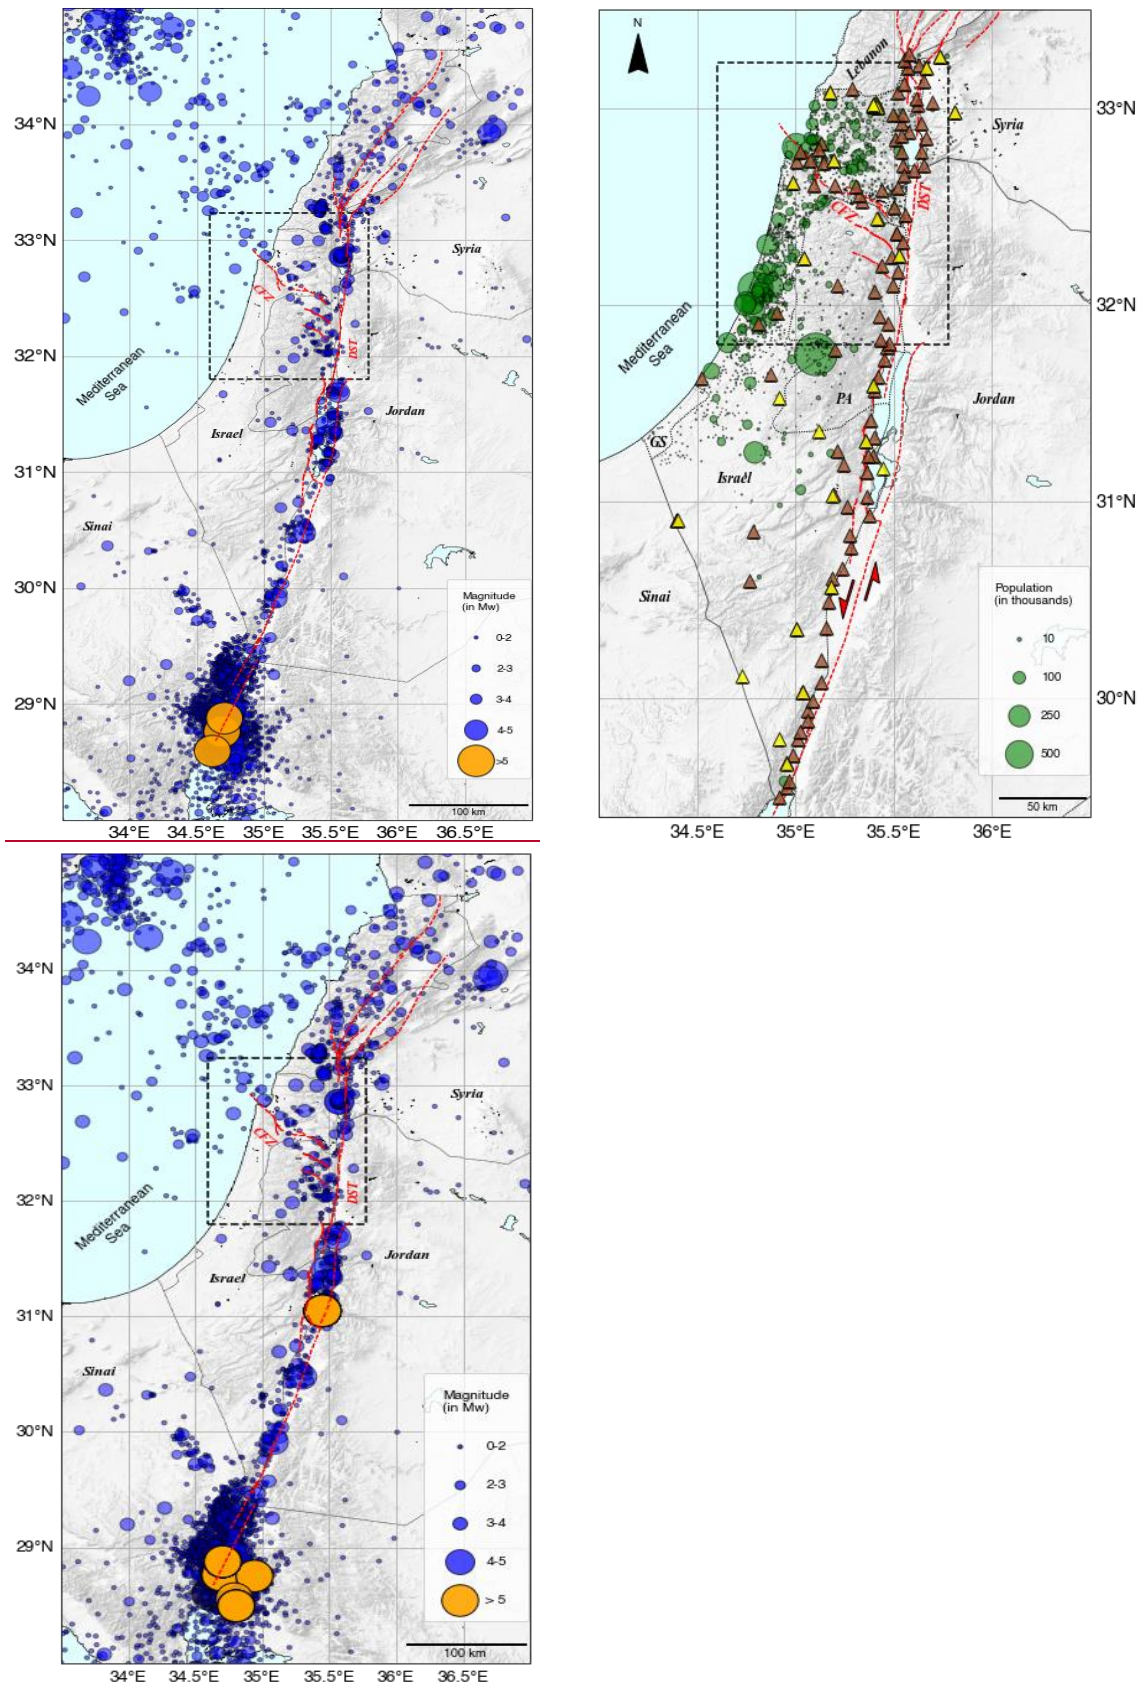 34°N
33°N
32°N
31°N
30°N
29°N
Mediterranean
Sea
CFZ
DST
Syria
Jordan
Israel
Sinai
Magnitude
(in Mw)
0-2
2-3
3-4
4-5
>5
100 km
34°E 34.5°E 35°E 35.5°E 36°E 36.5°E
N
Lebanon
Syria
33°N
32°N
31°N
30°N
CFZ
DST
Mediterranean
Sea
PA
Jordan
GS
Israel
Sinai
Population
(in thousands)
10
100
250
500
50 km
34.5°E 35°E 35.5°E 36°E
34°N
33°N
32°N
31°N
30°N
29°N
Syria
CFZ
DST
Mediterranean
Sea
Jordan
Israel
Sinai
Magnitude
(in Mw)
0-2
2-3
3-4
4-5
> 5
100 km
34°E 34.5°E 35°E 35.5°E 36°E 36.5°E